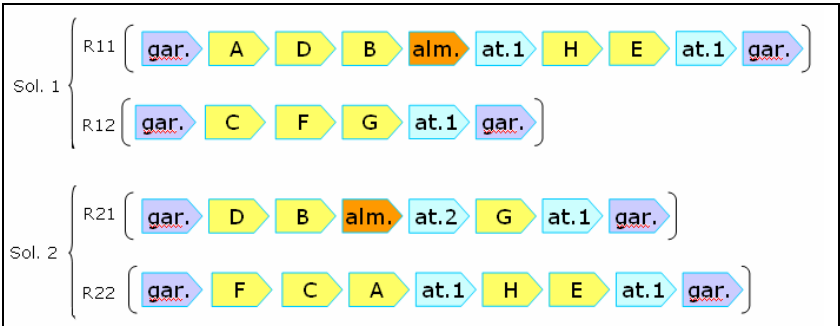 R11 gar. A D B alm. at.1 H E at.1 gar.
Sol. 1
R12 gar. C F G at.1 gar.
R21 gar. D B alm. at.2 G at.1 gar.
Sol. 2
R22 gar. F C A at.1 H E at.1 gar.